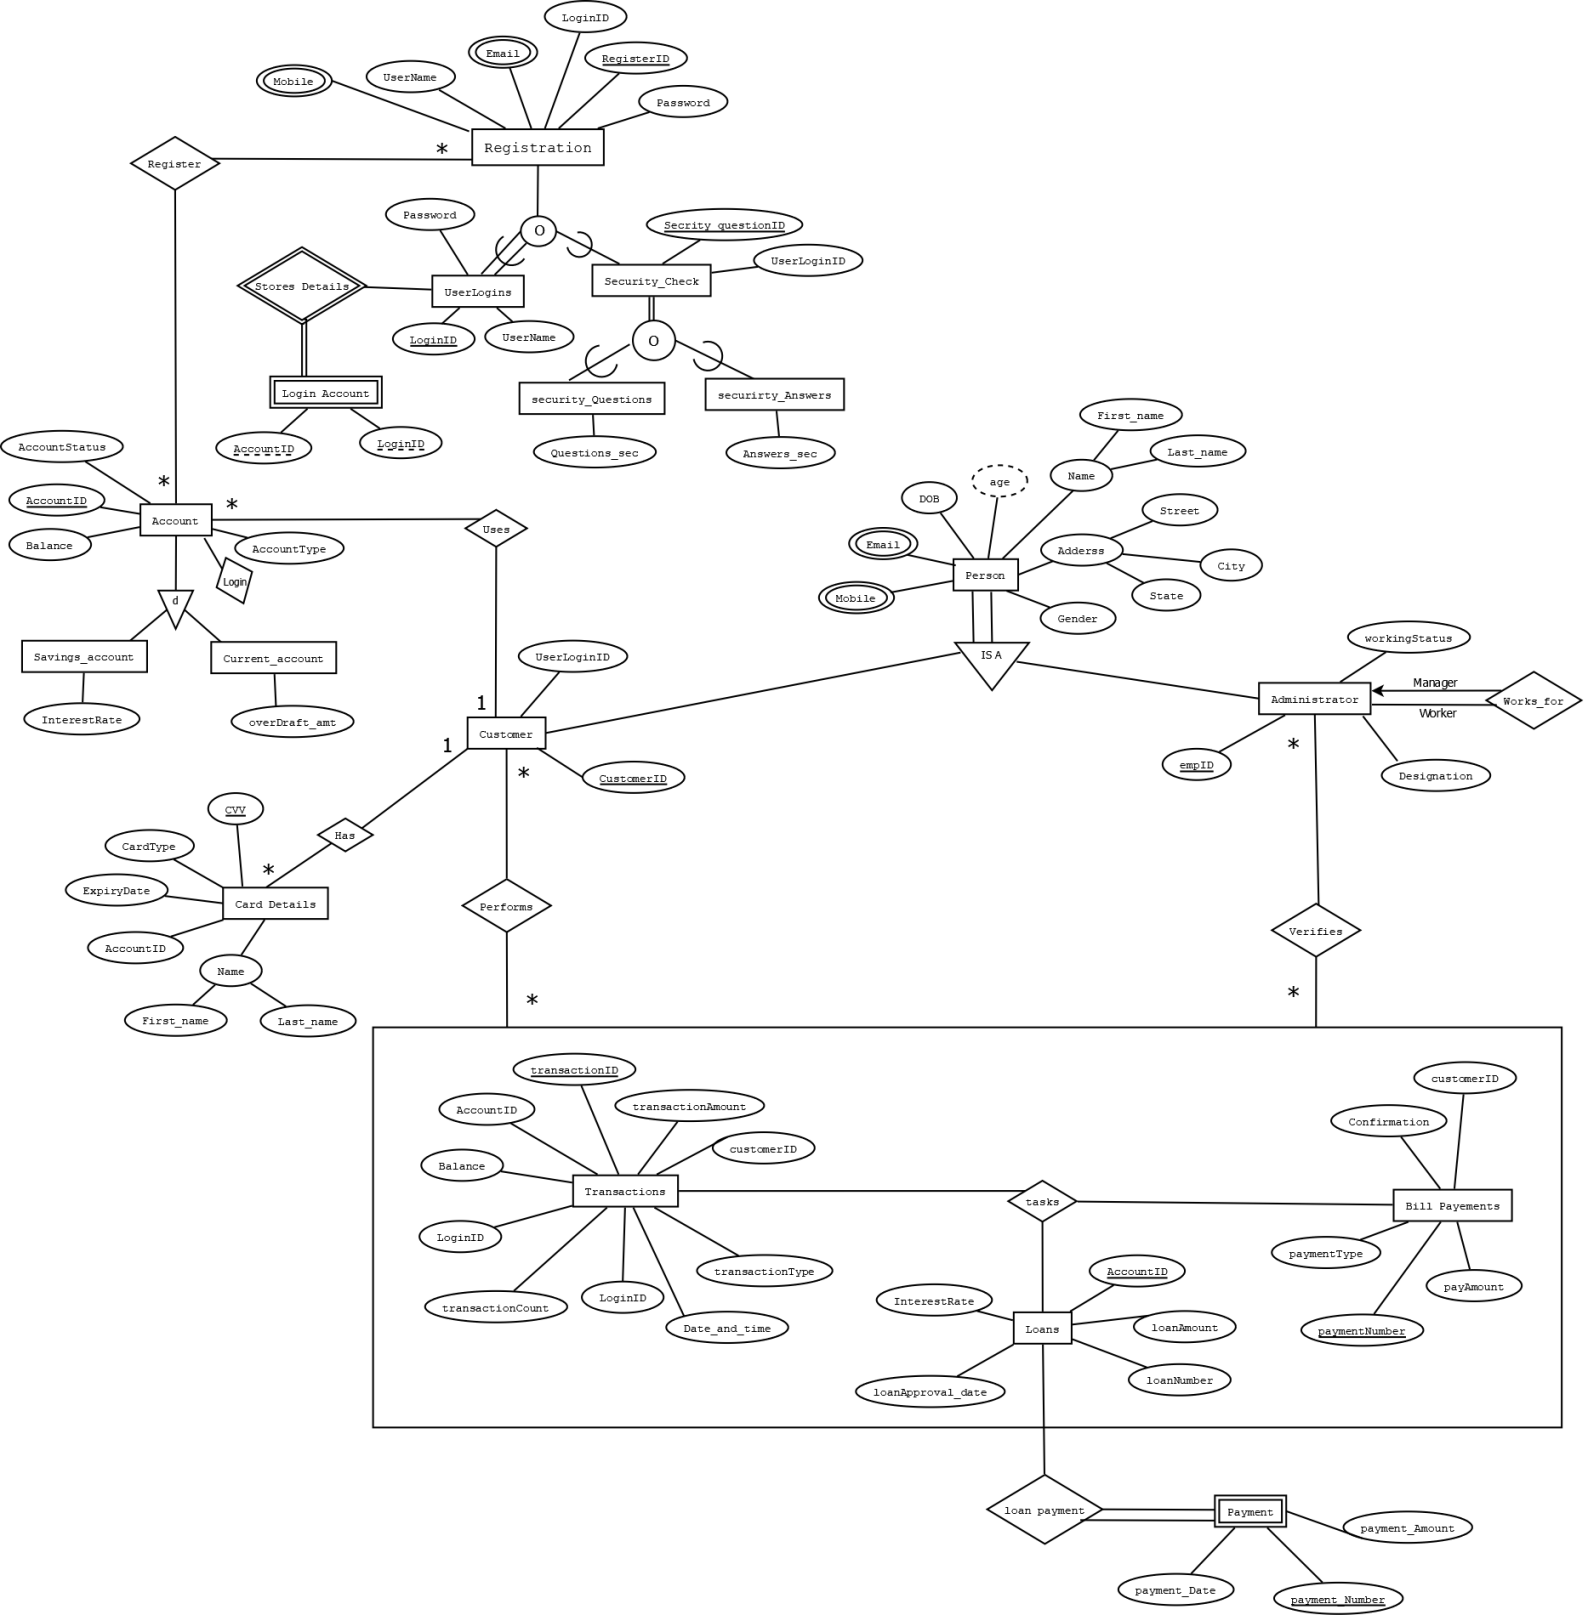 LoginID
Email
RegisterID
Mobile
UserName
Password
Registration
*
Register
Password
O
Secrity_questionID
UserLoginID
Stores Details
UserLogins
Security_Check
LoginID
UserName
O
Login Account
security_Questions
securirty_Answers
AccountID
LoginID
Questions_sec
Answers_sec
First_name
Last_name
Name
age
DOB
Street
Email
Adderss
City
Person
Mobile
State
Gender
AccountStatus
*
AccountID
*
Account
Uses
Balance
AccountType
Login
d
Savings_account
Current_account
InterestRate
overDraft_amt
UserLoginID
IS A
workingStatus
Manager
Administrator
Works_for
Worker
1
Customer
1
*
CustomerID
*
empID
Designation
CVV
CardType
Has
*
ExpiryDate
Card Details
Performs
Verifies
AccountID
Name
First_name
Last_name
*
*
transactionID
customerID
AccountID
transactionAmount
Confirmation
customerID
Balance
Transactions
tasks
Bill Payements
LoginID
paymentType
transactionType
AccountID
payAmount
transactionCount
LoginID
InterestRate
Date_and_time
Loans
loanAmount
paymentNumber
loanApproval_date
loanNumber
loan payment
Payment
payment_Amount
payment_Date
payment_Number